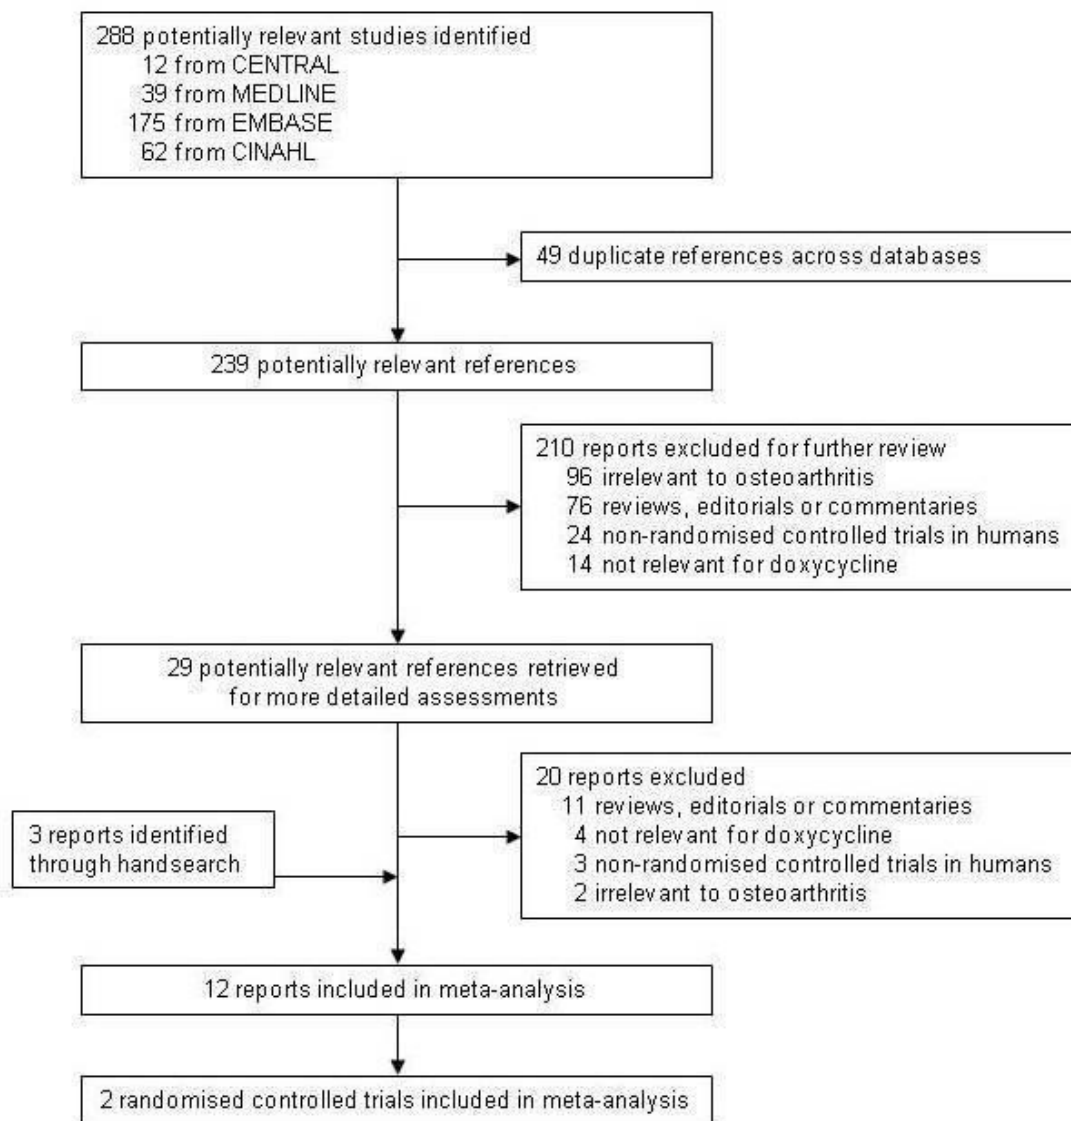 288 potentially relevant studies identified
12 from CENTRAL
39 from MEDLINE
175 from EMBASE
62 from CINAHL
49 duplicate references across databases
239 potentially relevant references
210 reports excluded for further review
96 irrelevant to osteoarthritis
76 reviews, editorials or commentaries
24 non-randomised controlled trials in humans
14 not relevant for doxycycline
29 potentially relevant references retrieved
for more detailed assessments
20 reports excluded
11 reviews, editorials or commentaries
4 not relevant for doxycycline
3 non-randomised controlled trials in humans
2 irrelevant to osteoarthritis
3 reports identified
through handsearch
12 reports included in meta-analysis
2 randomised controlled trials included in meta-analysis